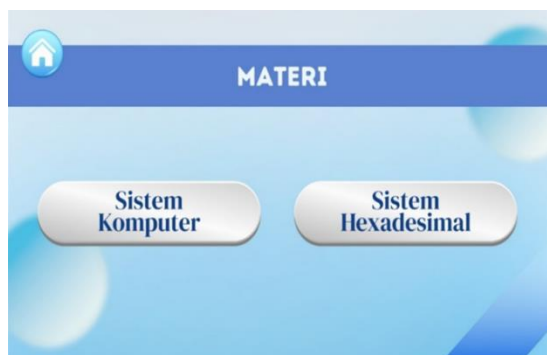 MATERI
Sistem
Komputer
Sistem
Hexadesimal